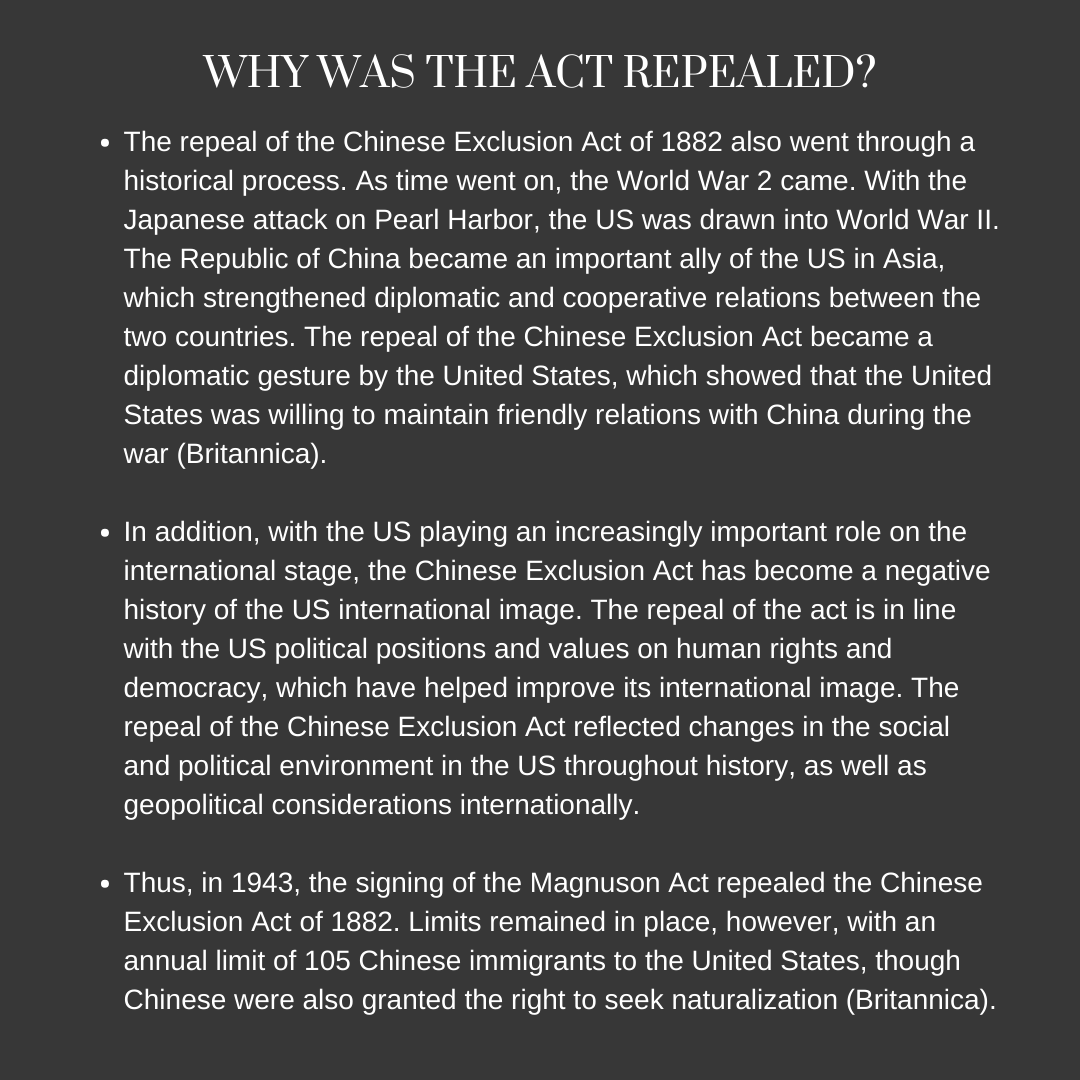 WHY WAS THE ACT REPEALED?
• The repeal of the Chinese Exclusion Act of 1882 also went through a
historical process. As time went on, the World War 2 came. With the
Japanese attack on Pearl Harbor, the US was drawn into World War II.
The Republic of China became an important ally of the US in Asia,
which strengthened diplomatic and cooperative relations between the
two countries. The repeal of the Chinese Exclusion Act became a
diplomatic gesture by the United States, which showed that the United
States was willing to maintain friendly relations with China during the
war (Britannica).
• In addition, with the US playing an increasingly important role on the
international stage, the Chinese Exclusion Act has become a negative
history of the US international image. The repeal of the act is in line
with the US political positions and values on human rights and
democracy, which have helped improve its international image. The
repeal of the Chinese Exclusion Act reflected changes in the social
and political environment in the US throughout history, as well as
geopolitical considerations internationally.
• Thus, in 1943, the signing of the Magnuson Act repealed the Chinese
Exclusion Act of 1882. Limits remained in place, however, with an
annual limit of 105 Chinese immigrants to the United States, though
Chinese were also granted the right to seek naturalization (Britannica).